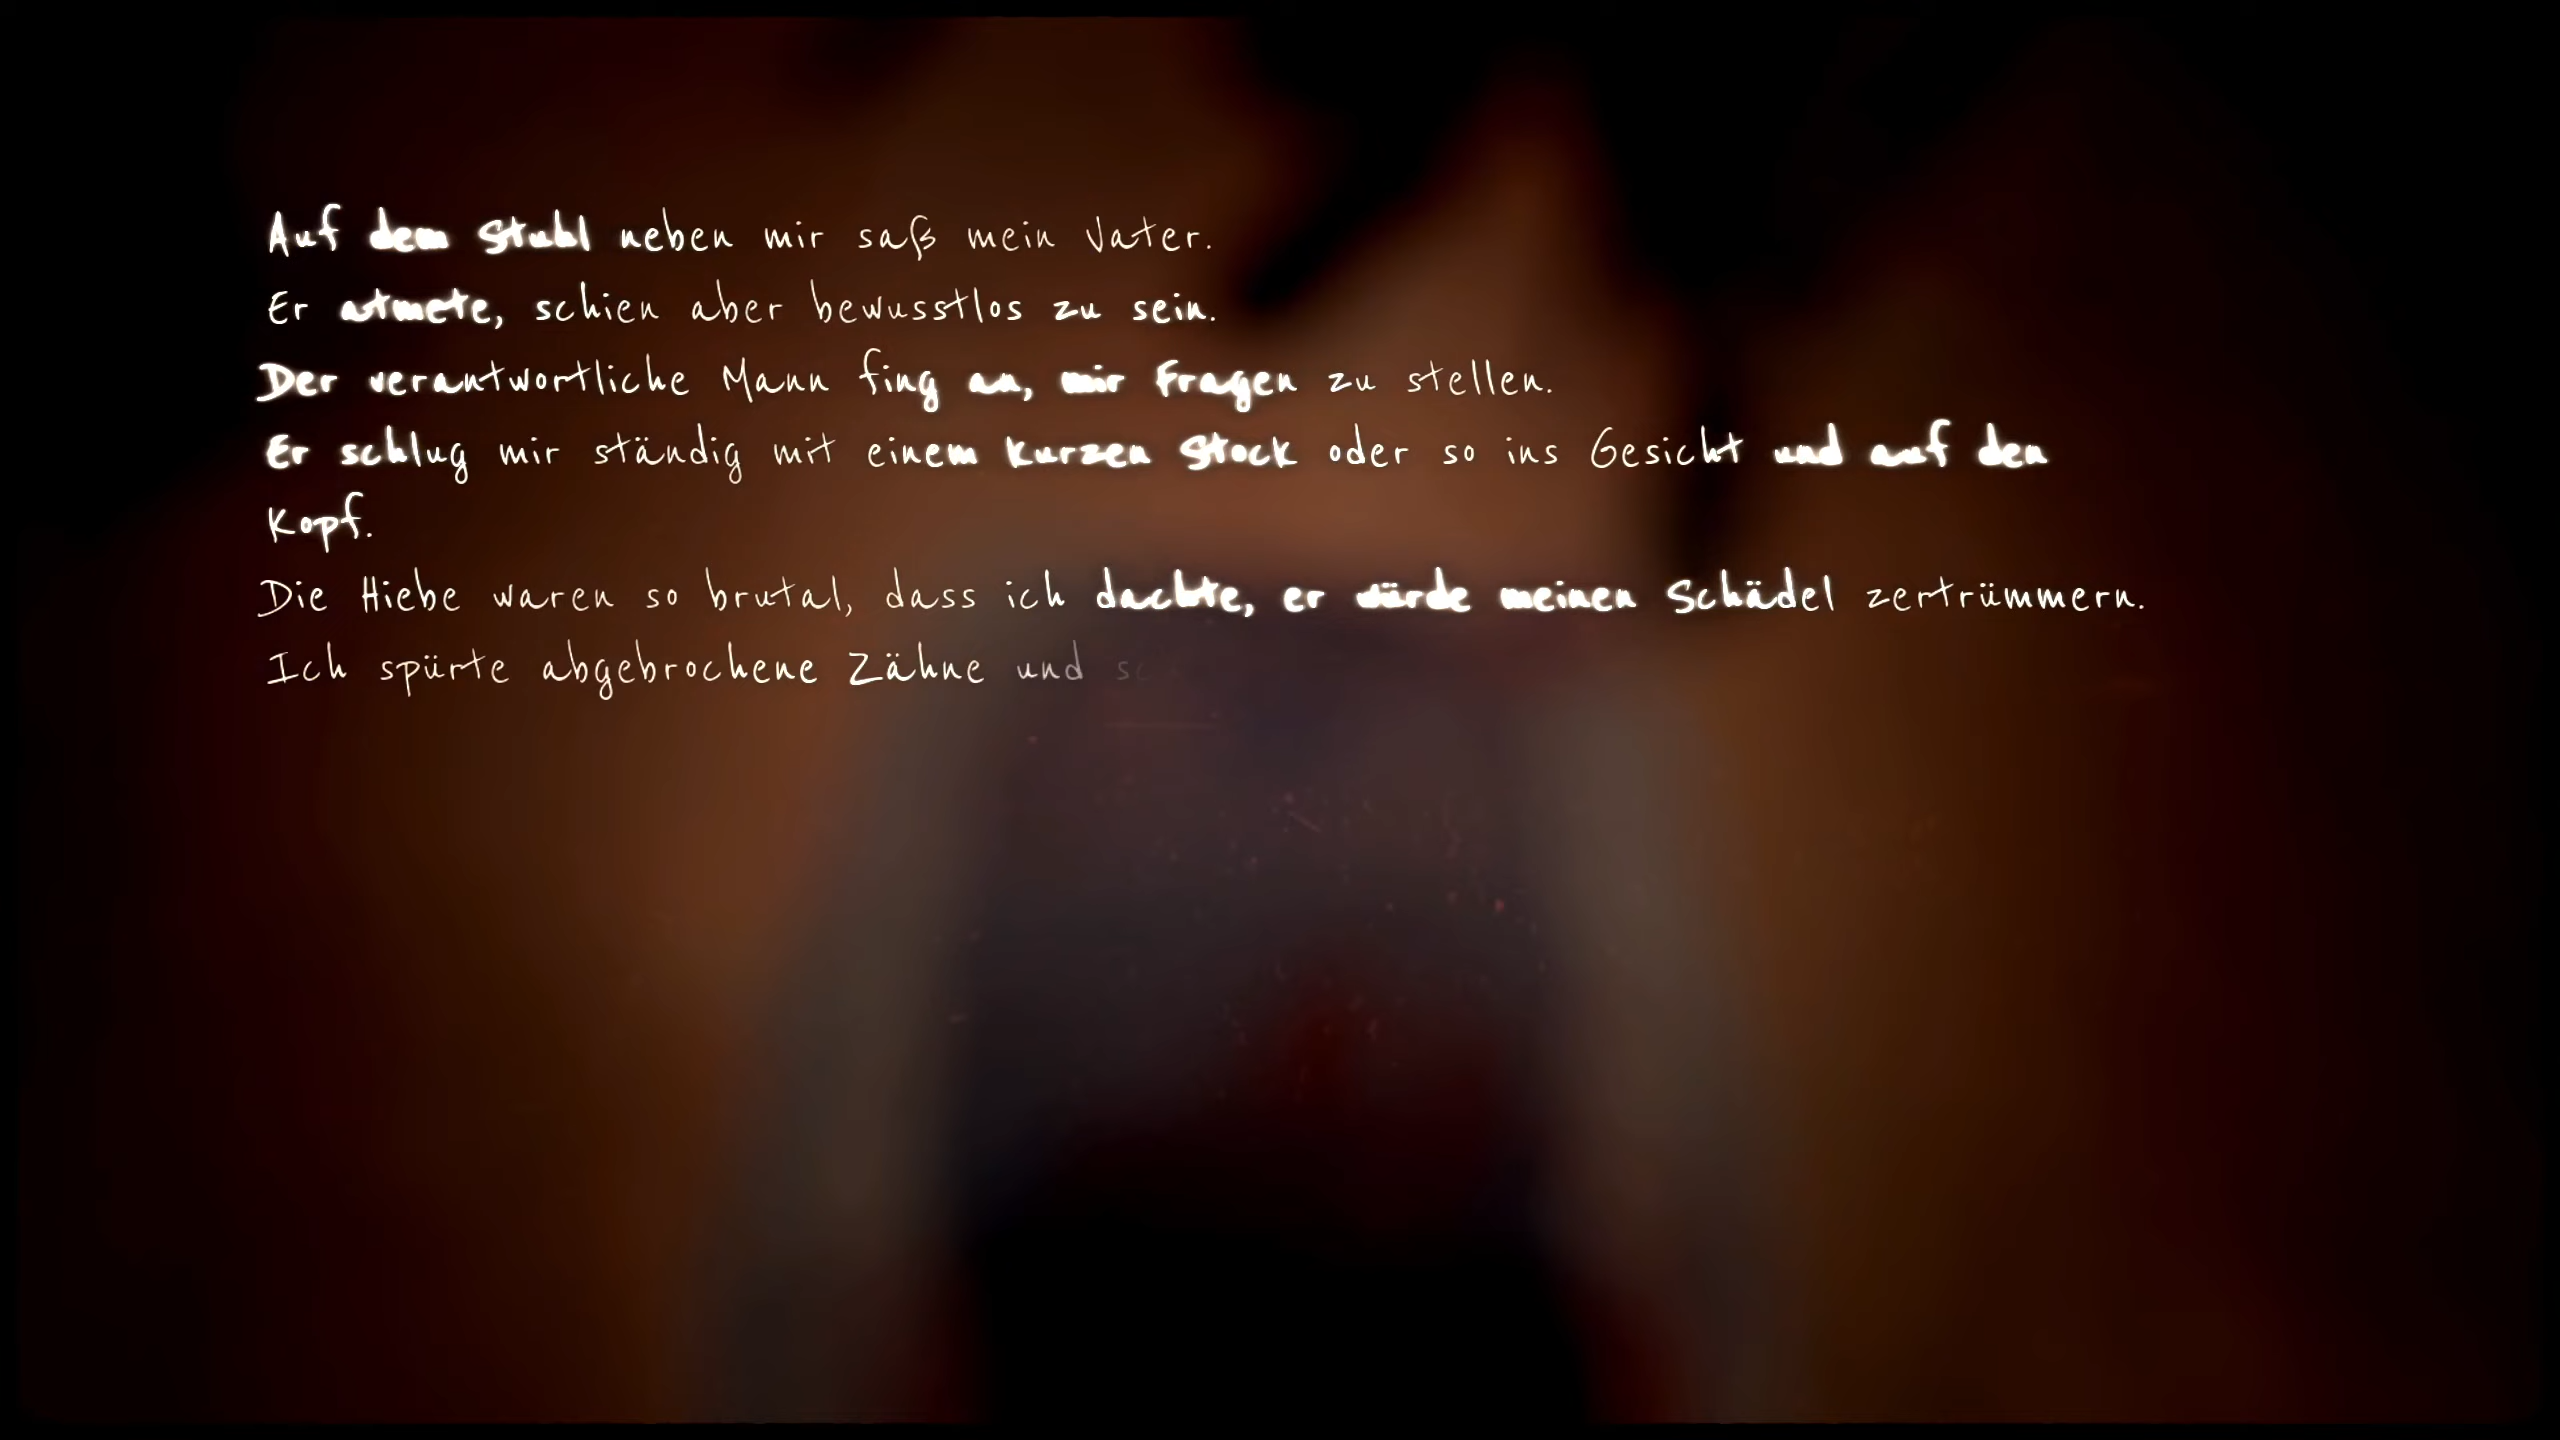 Auf dem Stuhl neben mir saß mein Vater.
Er atmete, schien aber bewusstlos zu sein.
Der verantwortliche Mann fing an, mir Fragen zu stellen.
Er schlug mir ständig mit einem kurzen Stock oder so ins Gesicht und auf den
Kopf.
Die Hiebe waren so brutal, dass ich dachte, er würde meinen Schädel zertrümmern.
Ich spürte abgebrochene Zähne und